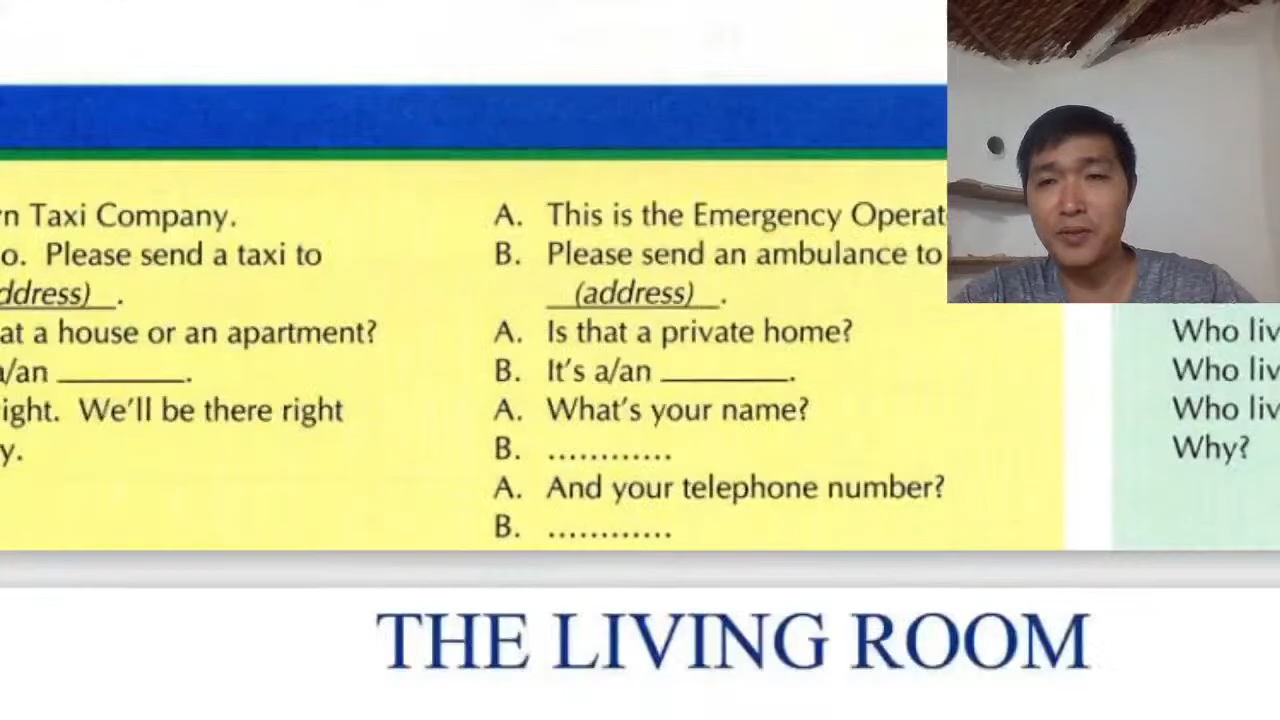 n Taxi Company.
o. Please send a taxi to
ddress) .
at a house or an apartment?
a/an ________.
ight. We'll be there right
y.
A. This is the Emergency Operat
B. Please send an ambulance to
(address) .
A. Is that a private home?
B. It's a/an ________.
A. What's your name?
B. ............
A. And your telephone number?
B. ............
Who liv
Who liv
Who liv
Why?
THE LIVING ROOM